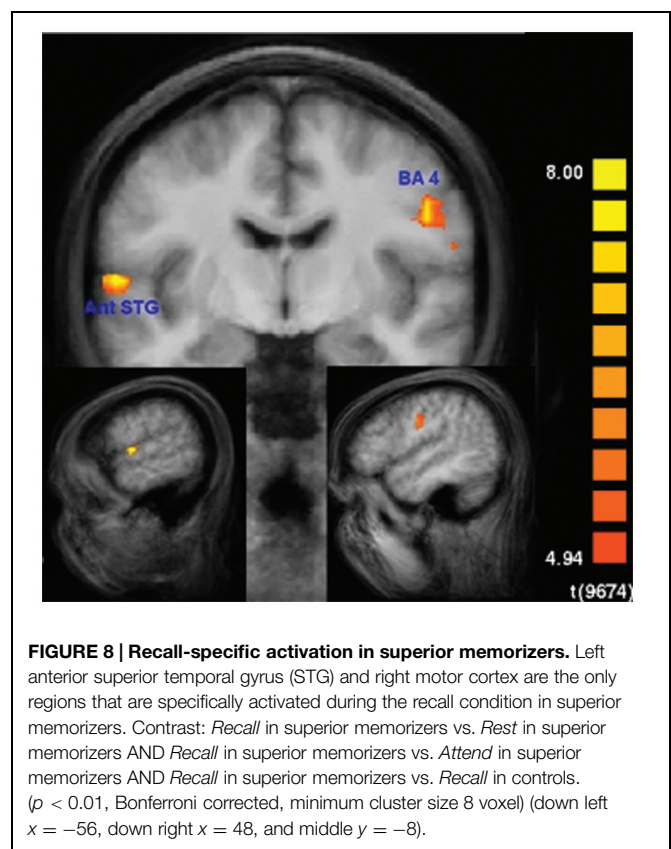 BA 4
8.00
Ant STG
4.94
t(9674)
FIGURE 8 | Recall-specific activation in superior memorizers. Left
anterior superior temporal gyrus (STG) and right motor cortex are the only
regions that are specifically activated during the recall condition in superior
memorizers. Contrast: Recall in superior memorizers vs. Rest in superior
memorizers AND Recall in superior memorizers vs. Attend in superior
memorizers AND Recall in superior memorizers vs. Recall in controls.
(p < 0.01, Bonferroni corrected, minimum cluster size 8 voxel) (down left
x = −56, down right x = 48, and middle y = −8).